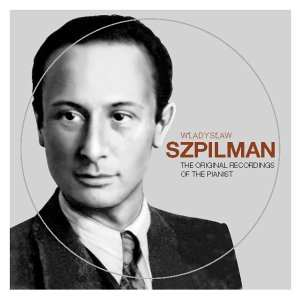 WŁADYSŁAW
SZPILMAN
THE ORIGINAL RECORDINGS
OF THE PIANIST